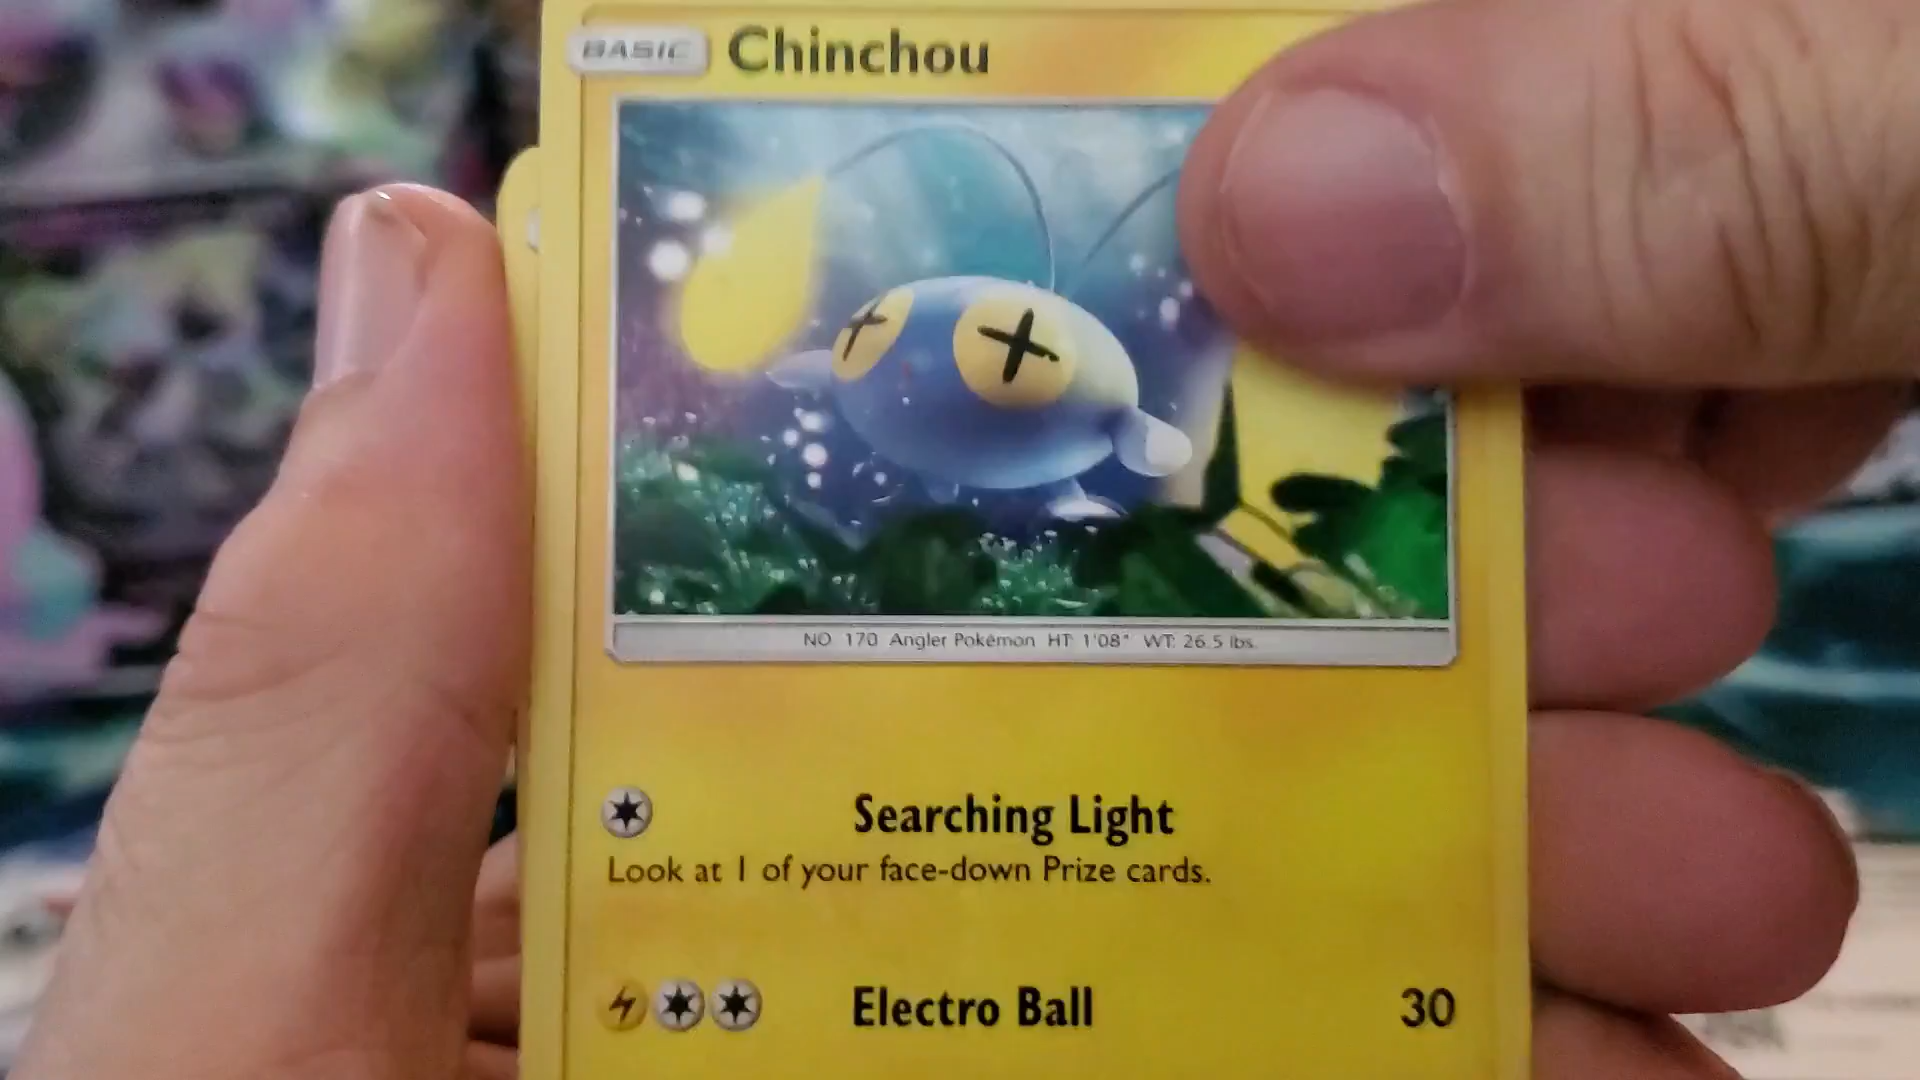 BASIC Chinchou
NO. 170 Angler Pokémon HT: 1'08" WT: 26.5 lbs.
Searching Light
Look at 1 of your face-down Prize cards.
Electro Ball 30